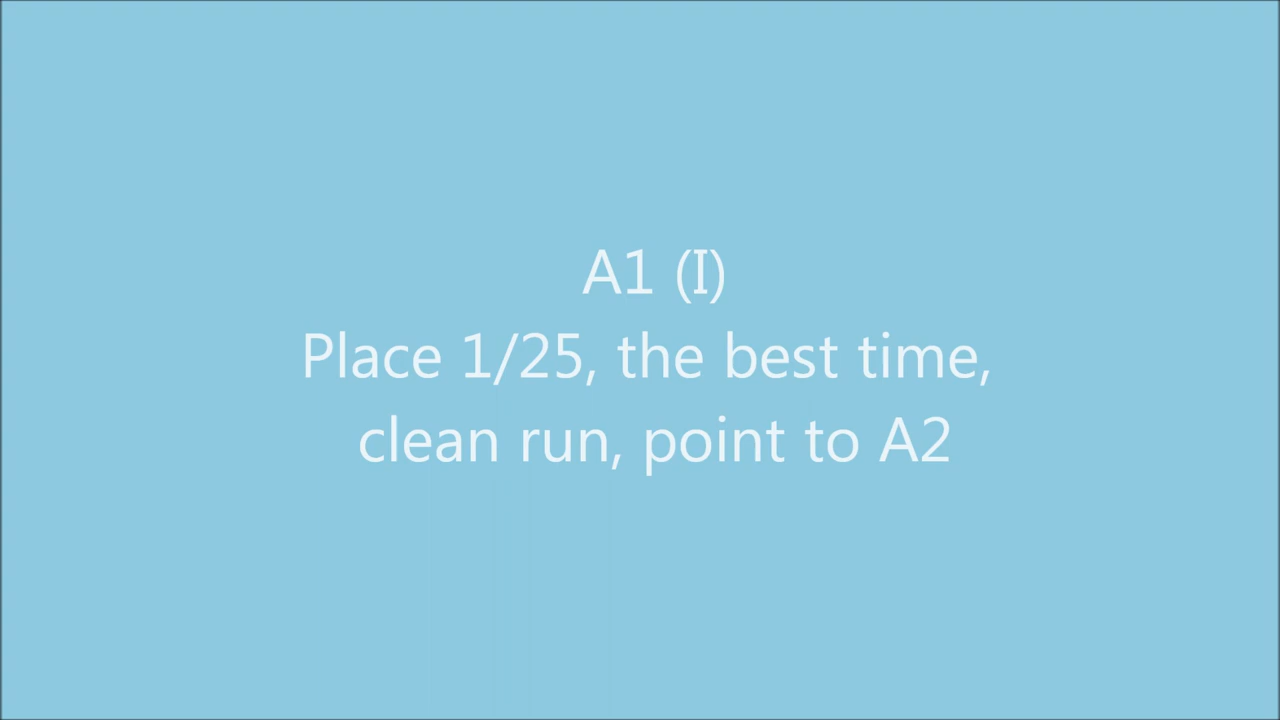 A1 (I)
Place 1/25, the best time,
clean run, point to A2